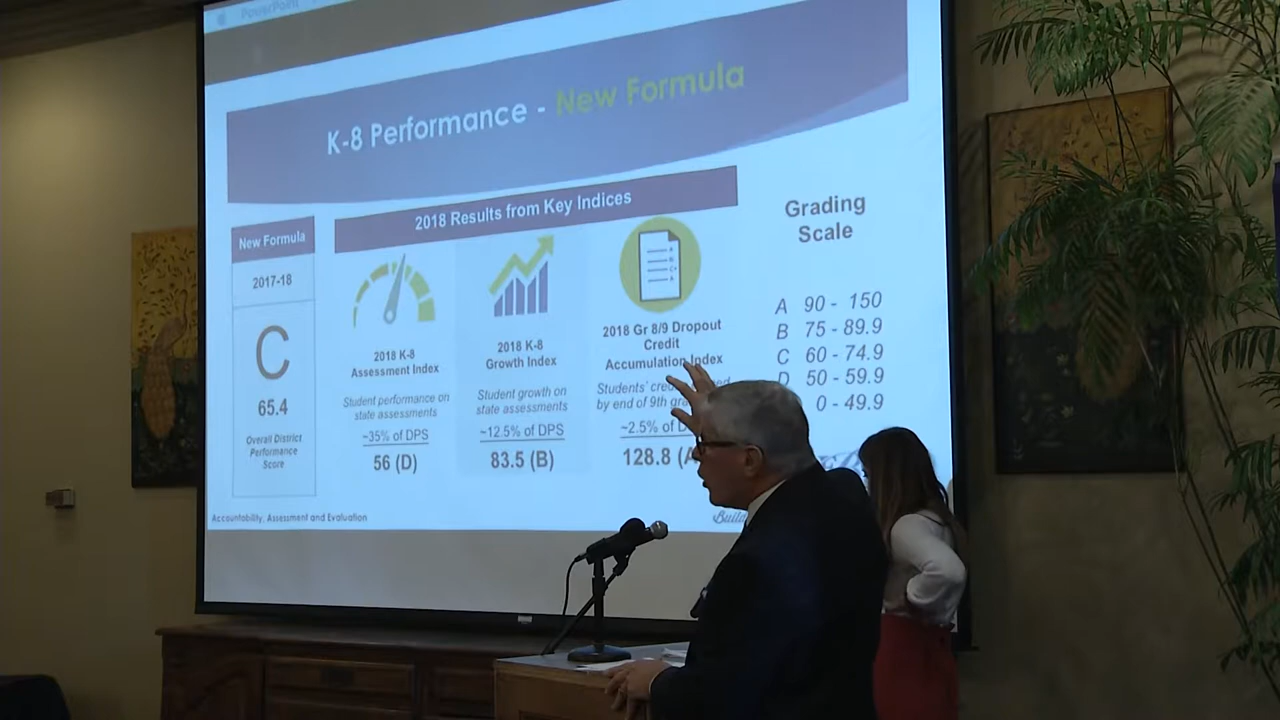 PowerPoint
K-8 Performance - New Formula
New Formula
2017-18
C
65.4
Overall District
Performance
Score
2018 Results from Key Indices
2018 K-8
Assessment Index
Student performance on
state assessments
~35% of DPS
56 (D)
2018 K-8
Growth Index
Student growth on
state assessments
~12.5% of DPS
83.5 (B)
2018 Gr 8/9 Dropout
Credit
Accumulation Index
Students'
by end of 9th
~2.5% of
128.8
Grading
Scale
A 90 - 150
B 75 - 89.9
C 60 - 74.9
D 50 - 59.9
0 - 49.9
Accountability, Assessment and Evaluation